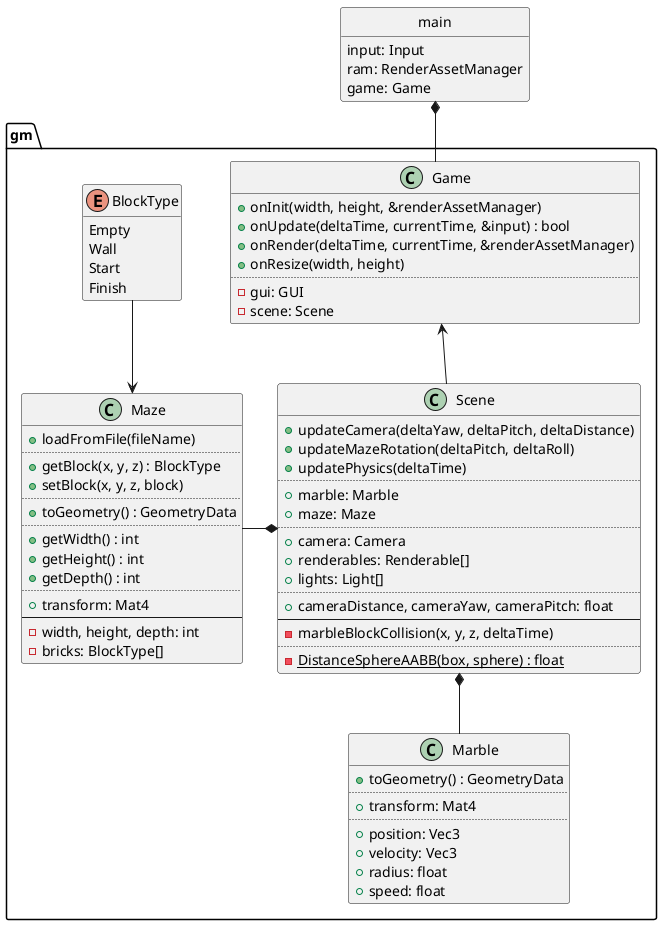 main
input: Input
ram: RenderAssetManager
game: Game
gm
C Game
onInit(width, height, &renderAssetManager)
onUpdate(deltaTime, currentTime, &input) : bool
onRender(deltaTime, currentTime, &renderAssetManager)
onResize(width, height)
gui: GUI
scene: Scene
E BlockType
Empty
Wall
Start
Finish
C Maze
loadFromFile(fileName)
getBlock(x, y, z) : BlockType
setBlock(x, y, z, block)
toGeometry() : GeometryData
getWidth() : int
getHeight() : int
getDepth() : int
transform: Mat4
width, height, depth: int
bricks: BlockType[]
C Scene
updateCamera(deltaYaw, deltaPitch, deltaDistance)
updateMazeRotation(deltaPitch, deltaRoll)
updatePhysics(deltaTime)
marble: Marble
maze: Maze
camera: Camera
renderables: Renderable[]
lights: Light[]
cameraDistance, cameraYaw, cameraPitch: float
marbleBlockCollision(x, y, z, deltaTime)
DistanceSphereAABB(box, sphere) : float
C Marble
toGeometry() : GeometryData
transform: Mat4
position: Vec3
velocity: Vec3
radius: float
speed: float